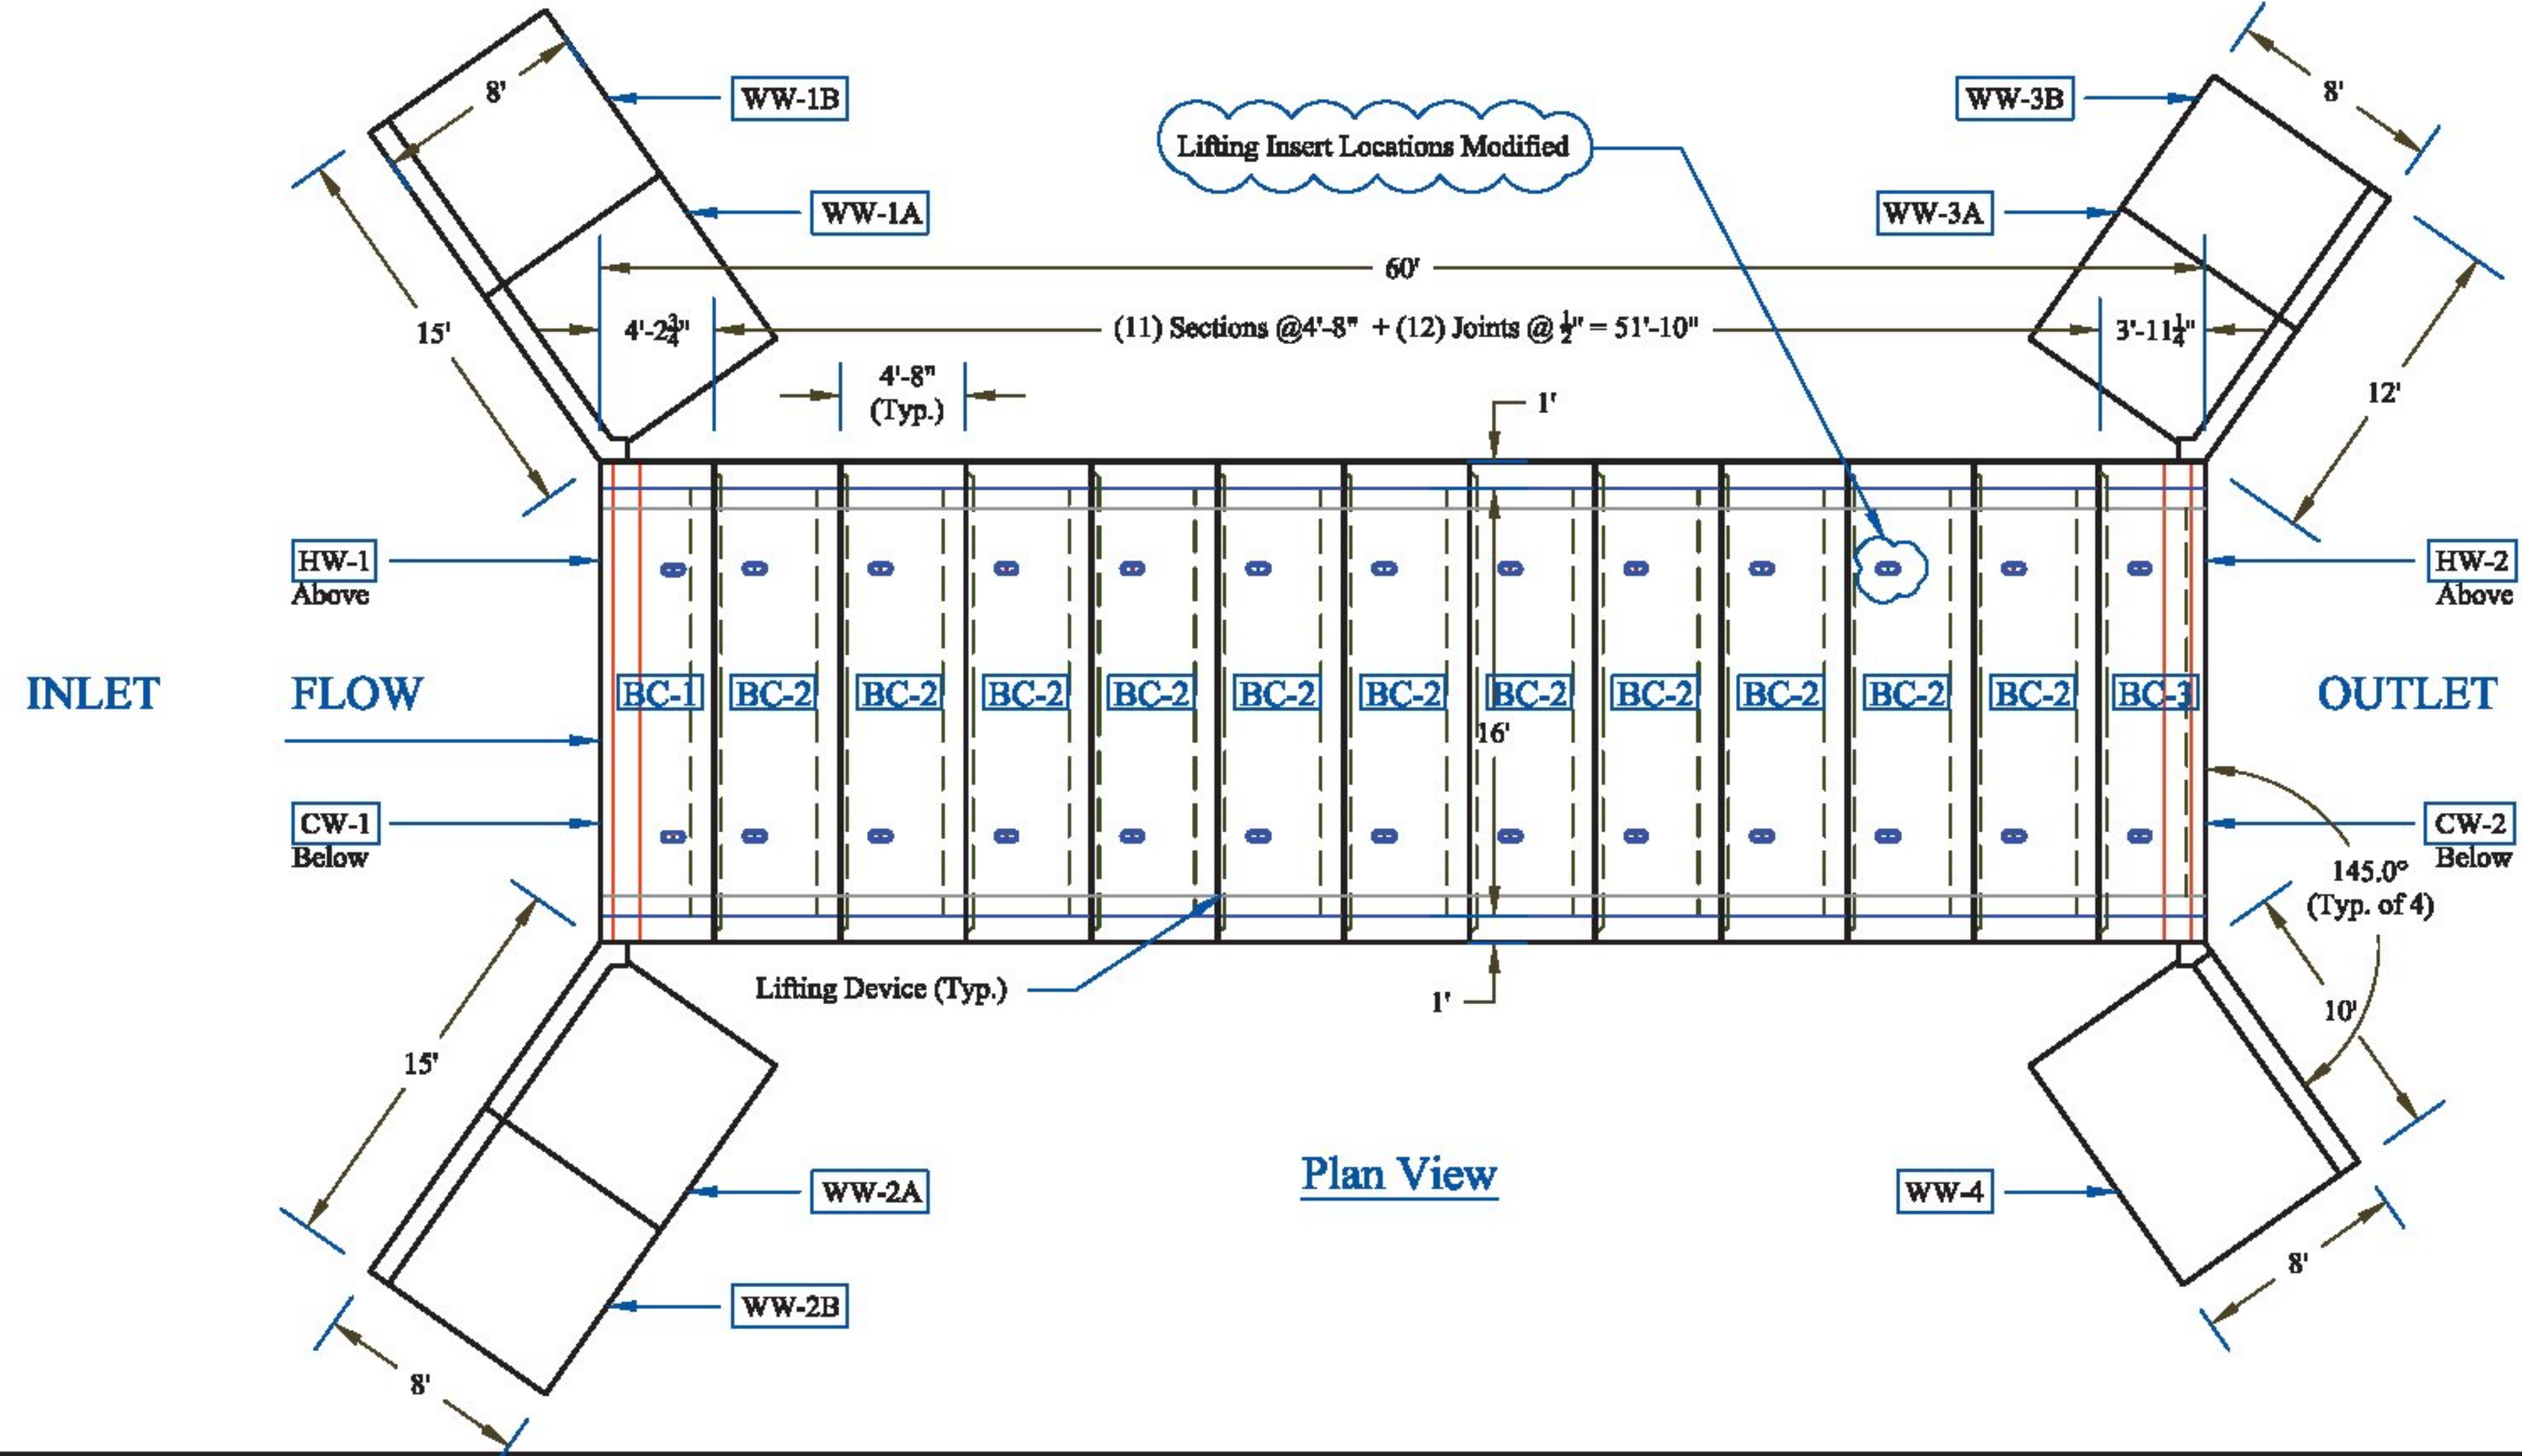 8'
WW-1B
WW-3B
8'
Lifting Insert Locations Modified
WW-1A
WW-3A
60'
15'
4'-2¾"
(11) Sections @4'-8" + (12) Joints @ ½" = 51'-10"
3'-11¼"
4'-8"
(Typ.)
1'
12'
HW-1
Above
HW-2
Above
INLET
FLOW
BC-1
BC-2
BC-2
BC-2
BC-2
BC-2
BC-2
BC-2
BC-2
BC-2
BC-2
BC-2
BC-3
OUTLET
16'
CW-1
Below
CW-2
Below
145.0°
(Typ. of 4)
Lifting Device (Typ.)
1'
10'
15'
Plan View
WW-2A
WW-4
8'
WW-2B
8'